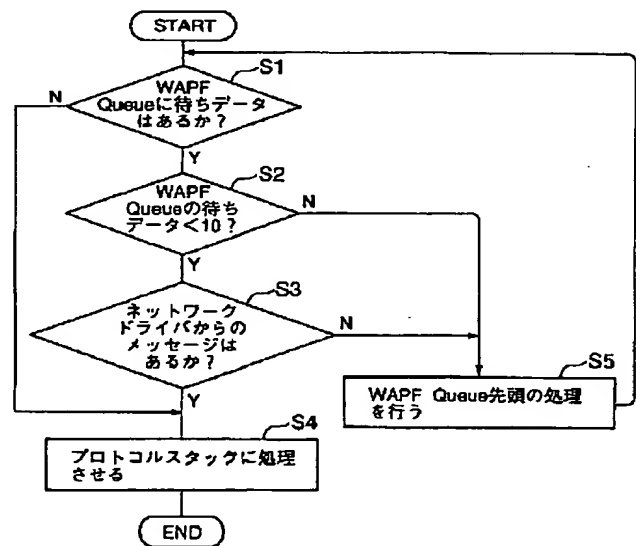 START
S1
WAPF
Queueに待ちデータ
はあるか？
N
Y
S2
WAPF
Queueの待ち
データ<10？
N
Y
S3
ネットワーク
ドライバからの
メッセージは
あるか？
N
Y
S5
WAPF Queue先頭の処理
を行う
S4
プロトコルスタックに処理
させる
END